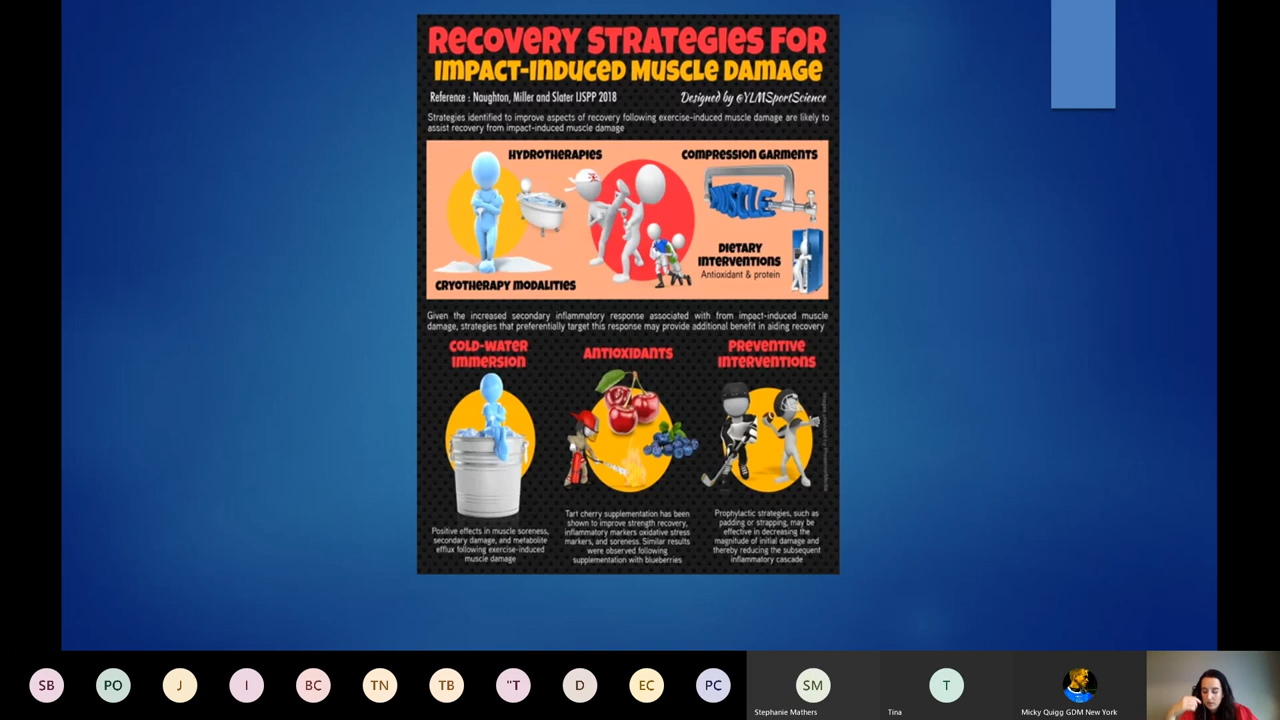 RECOVERY STRATEGIES FOR
IMPACT-INDUCED MUSCLE DAMAGE
Reference : Naughton, Miller and Slater IJSPP 2018
Designed by @YLMSportScience
Strategies identified to improve aspects of recovery following exercise-induced muscle damage are likely to
assist recovery from impact-induced muscle damage
HYDROTHERAPIES
COMPRESSION GARMENTS
MUSCLE
DIETARY
INTERVENTIONS
Antioxidant & protein
CRYOTHERAPY MODALITIES
Given the increased secondary inflammatory response associated with from impact-induced muscle
damage, strategies that preferentially target this response may provide additional benefit in aiding recovery
COLD-WATER
IMMERSION
ANTIOXIDANTS
PREVENTIVE
INTERVENTIONS
Positive effects in muscle soreness,
secondary damage, and metabolite
efflux following exercise-induced
muscle damage
Tart cherry supplementation has been
shown to improve strength recovery,
inflammatory markers oxidative stress
markers, and soreness. Similar results
were observed following
supplementation with blueberries
Prophylactic strategies, such as
padding or strapping, may be
effective in decreasing the
magnitude of initial damage and
thereby reducing the subsequent
inflammatory cascade
SB
PO
J
I
BC
TN
TB
"T
D
EC
PC
SM
T
Stephanie Mathers
Tina
Micky Quigg GDM New York